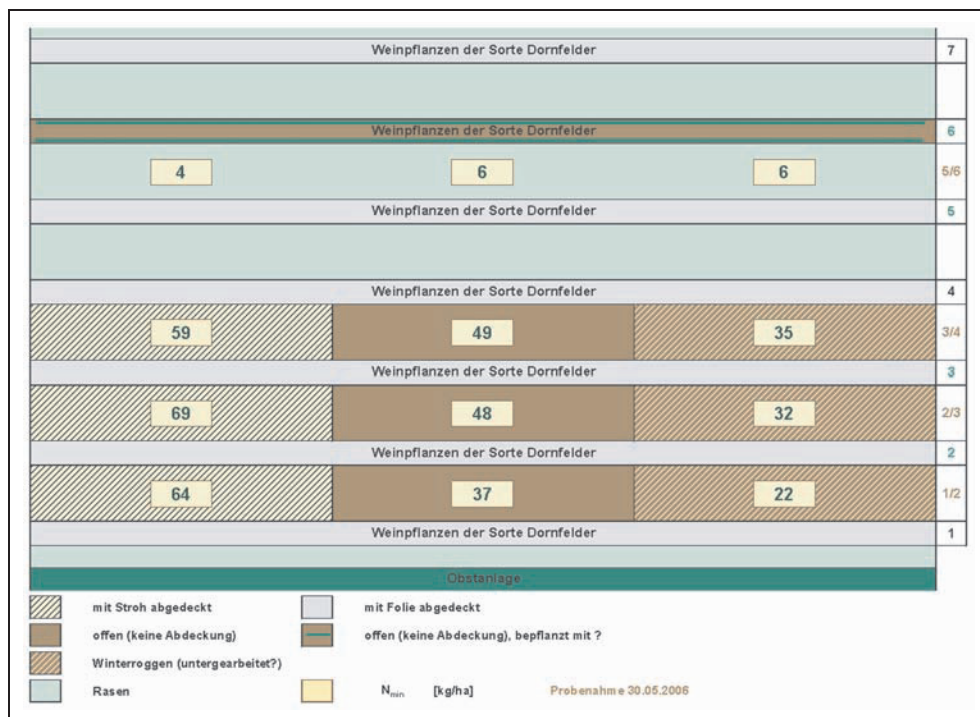 Weinpflanzen der Sorte Dornfelder 7
Weinpflanzen der Sorte Dornfelder 6
4 6 6 5/6
Weinpflanzen der Sorte Dornfelder 5
Weinpflanzen der Sorte Dornfelder 4
59 49 35 3/4
Weinpflanzen der Sorte Dornfelder 3
69 48 32 2/3
Weinpflanzen der Sorte Dornfelder 2
64 37 22 1/2
Weinpflanzen der Sorte Dornfelder 1
Obstanlage
mit Stroh abgedeckt mit Folie abgedeckt
offen (keine Abdeckung) offen (keine Abdeckung), bepflanzt mit ?
Winterroggen (untergearbeitet?)
Rasen Nmin [kg/ha] Probenahme 30.05.2006